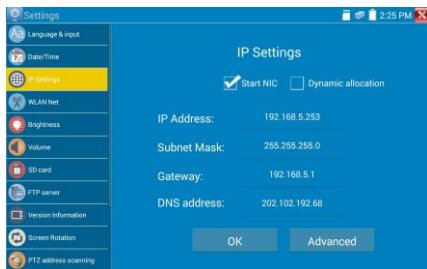 Settings
2:25 PM
Language & input
Date/Time
IP Settings
WLAN Net
Brightness
Volume
SD card
FTP server
Version Information
Screen Rotation
PTZ address scanning
IP Settings
Start NIC
Dynamic allocation
IP Address: 192.168.5.253
Subnet Mask: 255.255.255.0
Gateway: 192.168.5.1
DNS address: 202.102.192.68
OK
Advanced